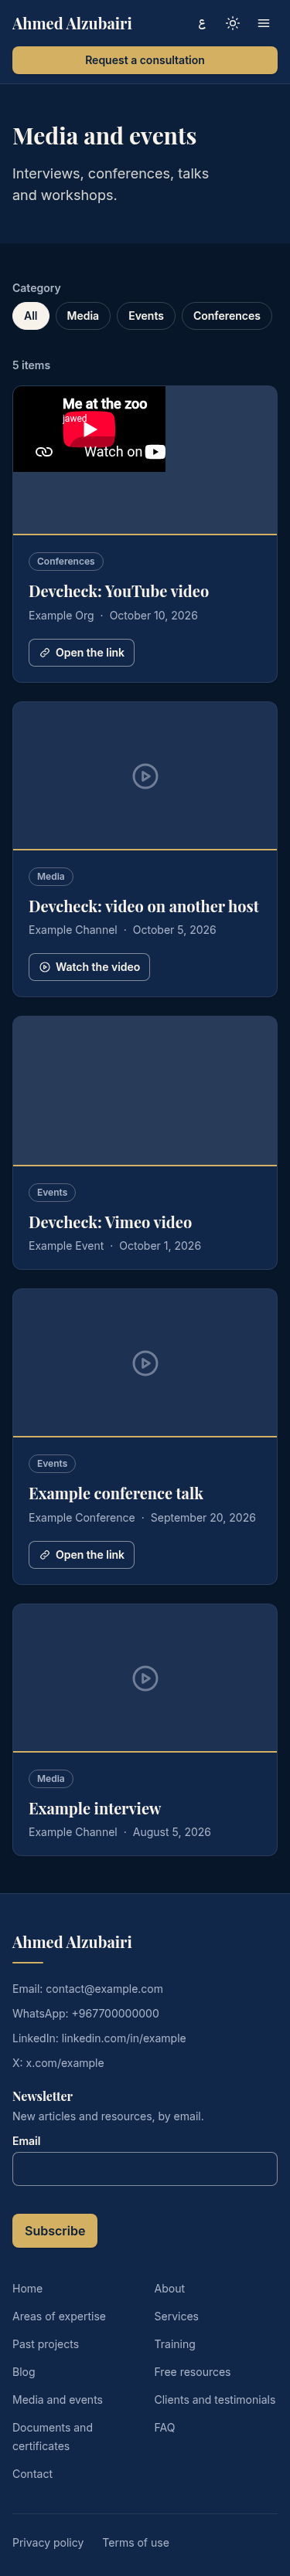 Ahmed Alzubairi
ع
Request a consultation
Media and events
Interviews, conferences, talks
and workshops.
Category
All
Media
Events
Conferences
5 items
Me at the zoo
jawed
Watch on
Conferences
Devcheck: YouTube video
Example Org · October 10, 2026
Open the link
Media
Devcheck: video on another host
Example Channel · October 5, 2026
Watch the video
Events
Devcheck: Vimeo video
Example Event · October 1, 2026
Events
Example conference talk
Example Conference · September 20, 2026
Open the link
Media
Example interview
Example Channel · August 5, 2026
Ahmed Alzubairi
Email: contact@example.com
WhatsApp: +967700000000
LinkedIn: linkedin.com/in/example
X: x.com/example
Newsletter
New articles and resources, by email.
Email
Subscribe
Home
About
Areas of expertise
Services
Past projects
Training
Blog
Free resources
Media and events
Clients and testimonials
Documents and
certificates
FAQ
Contact
Privacy policy
Terms of use